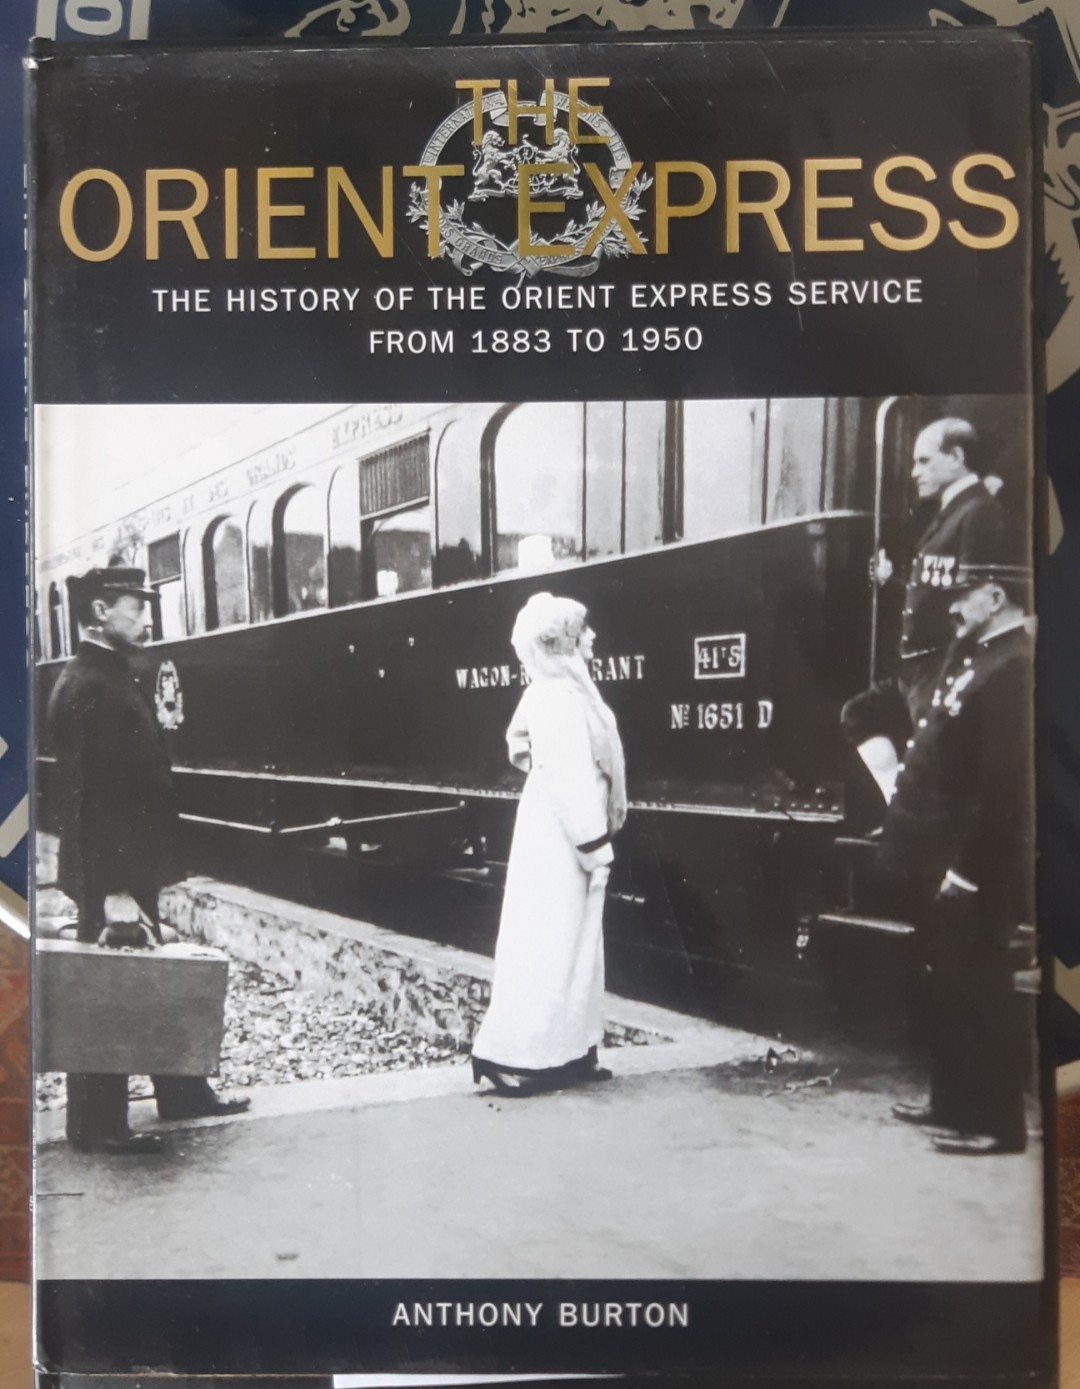 THE
ORIENT EXPRESS
THE HISTORY OF THE ORIENT EXPRESS SERVICE
FROM 1883 TO 1950
EXPRESS
WAGON-R RANT
Nº 1651 D
ANTHONY BURTON